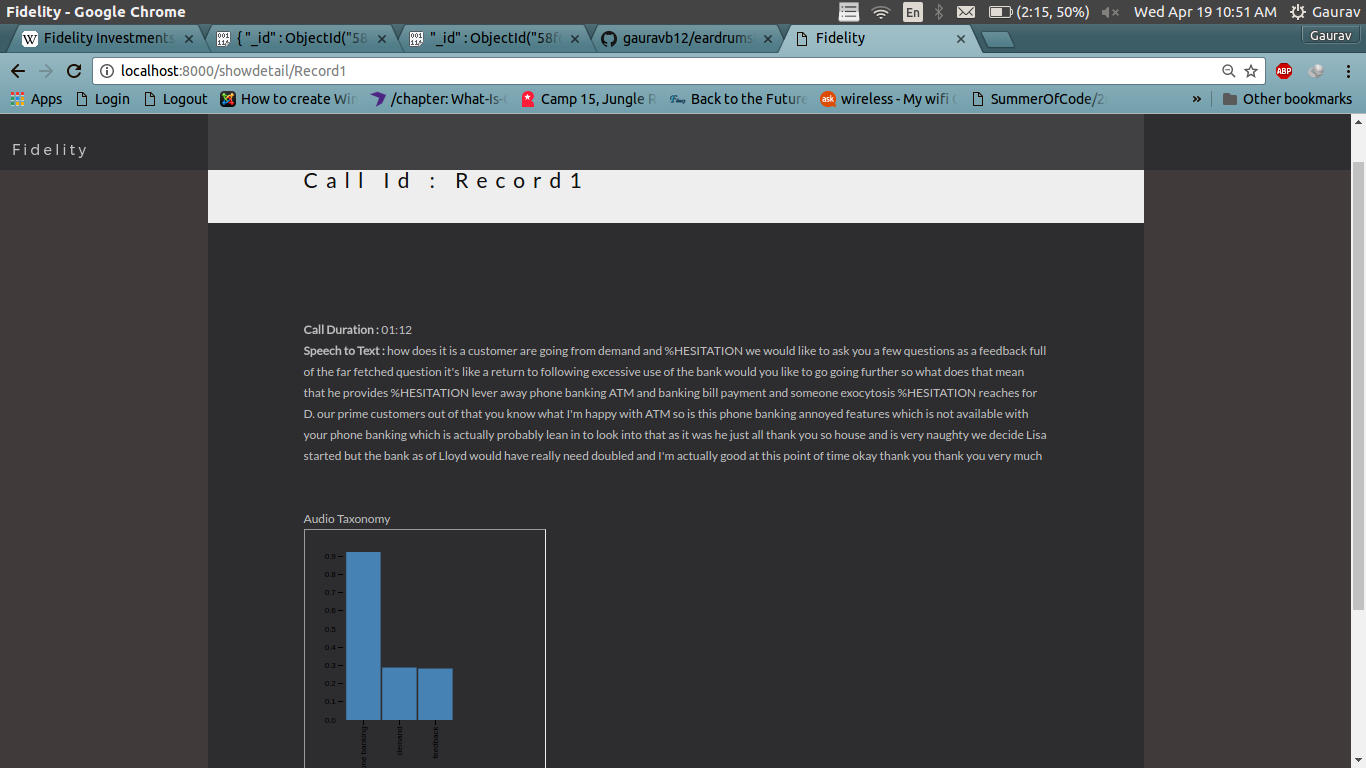 Fidelity - Google Chrome
En
(2:15, 50%)
Wed Apr 19 10:51 AM
Gaurav
Fidelity Investments
{ "_id" : ObjectId("58
"_id" : ObjectId("58f
gauravb12/eardrums
Fidelity
Gaurav
localhost:8000/showdetail/Record1
ABP
Apps
Login
Logout
How to create Win
/chapter: What-Is-
Camp 15, Jungle R
Back to the Future
ask
wireless - My wifi
SummerOfCode/2
»
Other bookmarks
Fidelity
Call Id : Record1
Call Duration : 01:12
Speech to Text : how does it is a customer are going from demand and %HESITATION we would like to ask you a few questions as a feedback full
of the far fetched question it's like a return to following excessive use of the bank would you like to go going further so what does that mean
that he provides %HESITATION lever away phone banking ATM and banking bill payment and someone exocytosis %HESITATION reaches for
D. our prime customers out of that you know what I'm happy with ATM so is this phone banking annoyed features which is not available with
your phone banking which is actually probably lean in to look into that as it was he just all thank you so house and is very naughty we decide Lisa
started but the bank as of Lloyd would have really need doubled and I'm actually good at this point of time okay thank you thank you very much
Audio Taxonomy
0.9
0.8
0.7
0.6
0.5
0.4
0.3
0.2
0.1
0.0
ne banking
demand
feedback